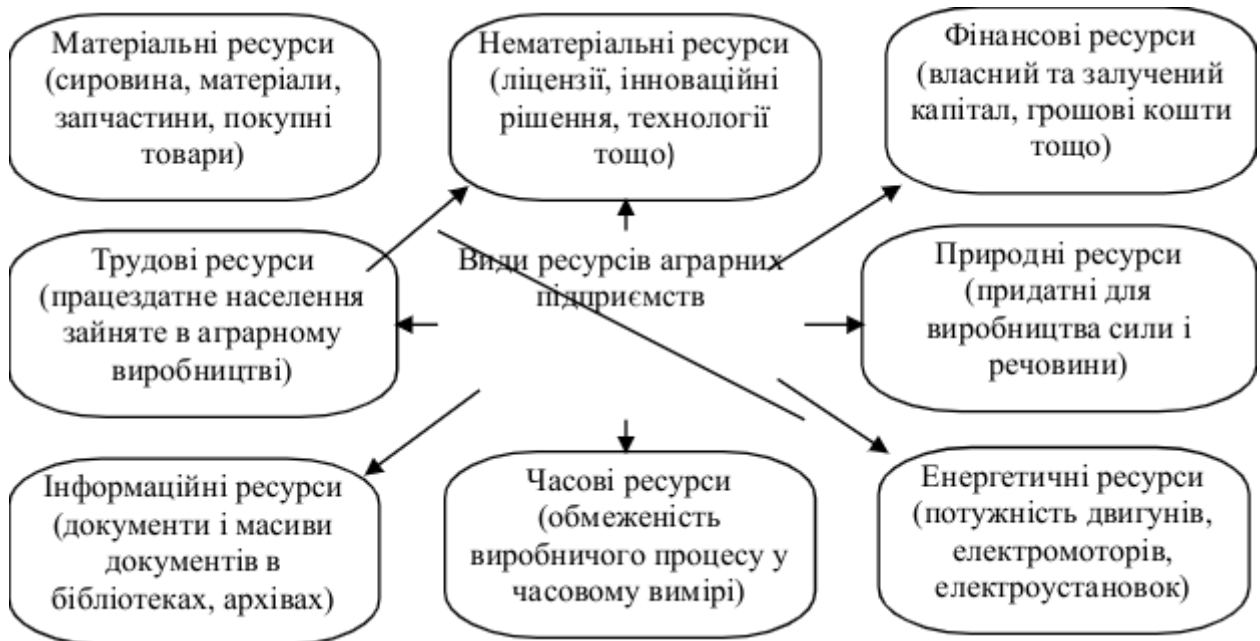 Матеріальні ресурси
(сировина, матеріали,
запчастини, покупні
товари)
Нематеріальні ресурси
(ліцензії, інноваційні
рішення, технології
тощо)
Фінансові ресурси
(власний та залучений
капітал, грошові кошти
тощо)
Трудові ресурси
(працездатне населення
зайняте в аграрному
виробництві)
Види ресурсів аграрних
підприємств
Природні ресурси
(придатні для
виробництва сили і
речовини)
Інформаційні ресурси
(документи і масиви
документів в
бібліотеках, архівах)
Часові ресурси
(обмеженість
виробничого процесу у
часовому вимірі)
Енергетичні ресурси
(потужність двигунів,
електромоторів,
електроустановок)